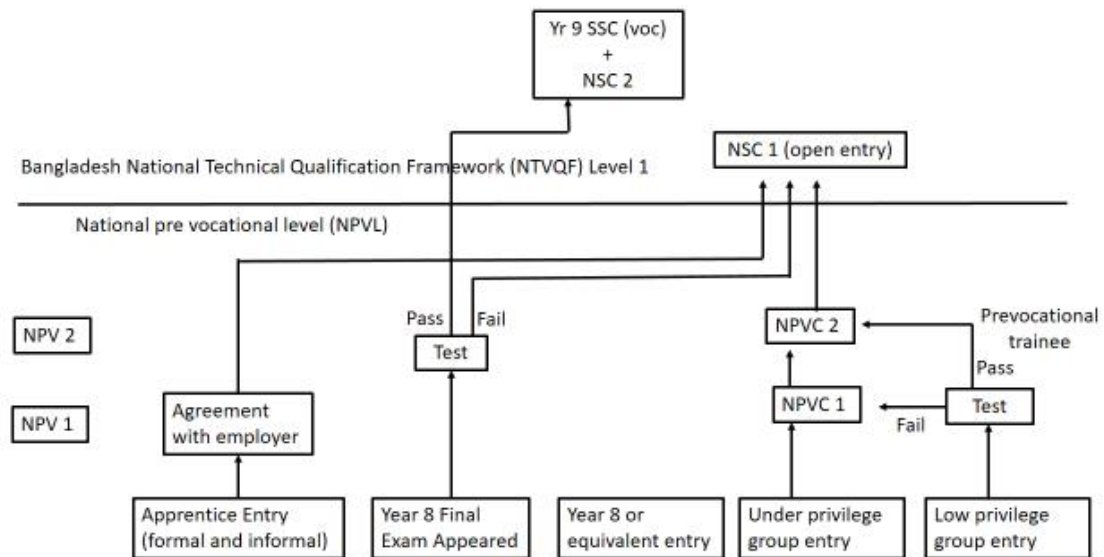 Yr 9 SSC (voc)
+
NSC 2
NSC 1 (open entry)
Bangladesh National Technical Qualification Framework (NTVQF) Level 1
National pre vocational level (NPVL)
Pass
Fail
NPV 2
Test
NPVC 2
Prevocational
trainee
Pass
NPV 1
Agreement
with employer
NPVC 1
Fail
Test
Apprentice Entry
(formal and informal)
Year 8 Final
Exam Appeared
Year 8 or
equivalent entry
Under privilege
group entry
Low privilege
group entry